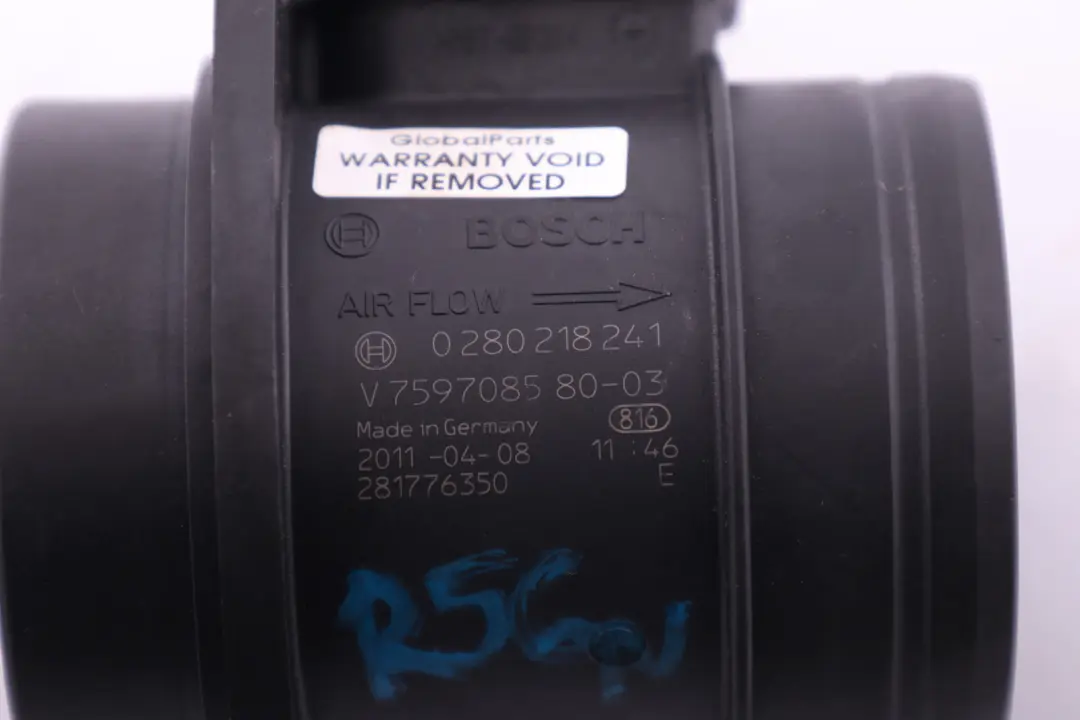 GlobalParts
WARRANTY VOID
IF REMOVED
BOSCH
AIR FLOW
0 280 218 241
V 7597085 80-03
Made in Germany 816
2011-04-08 11:46
281776350 E